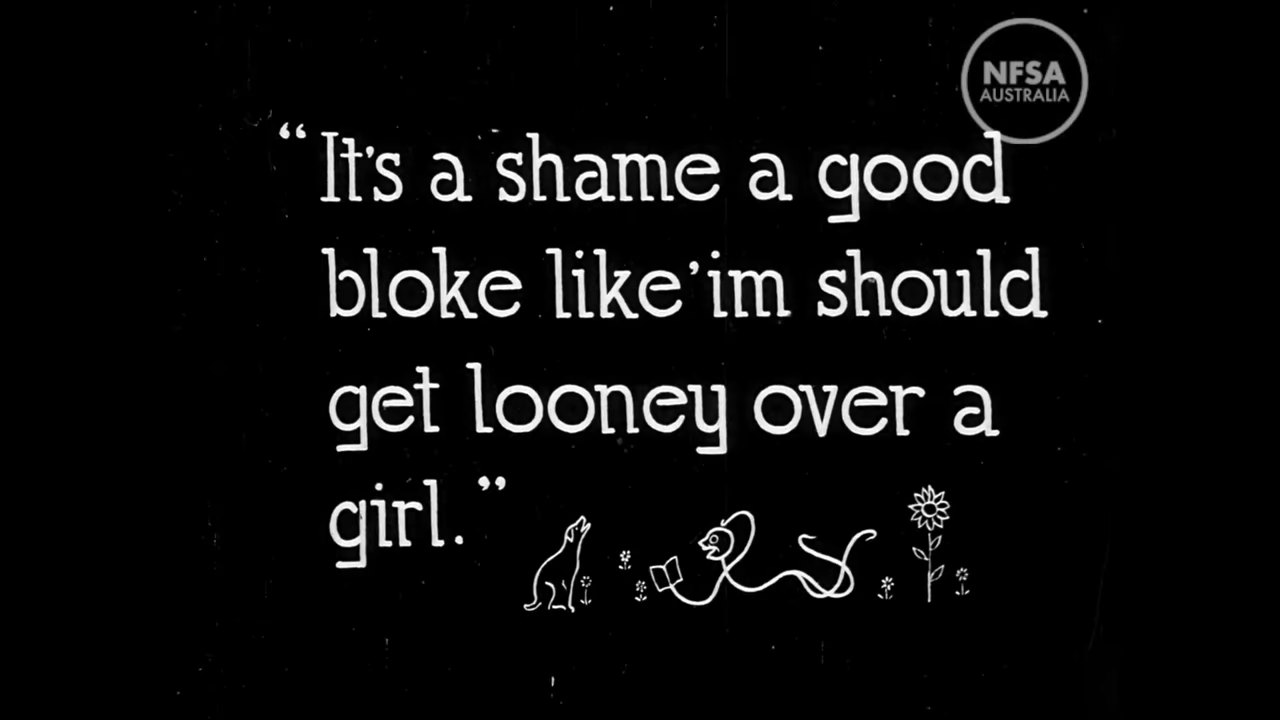 NFSA
AUSTRALIA
“It's a shame a good
bloke like 'im should
get looney over a
girl.”